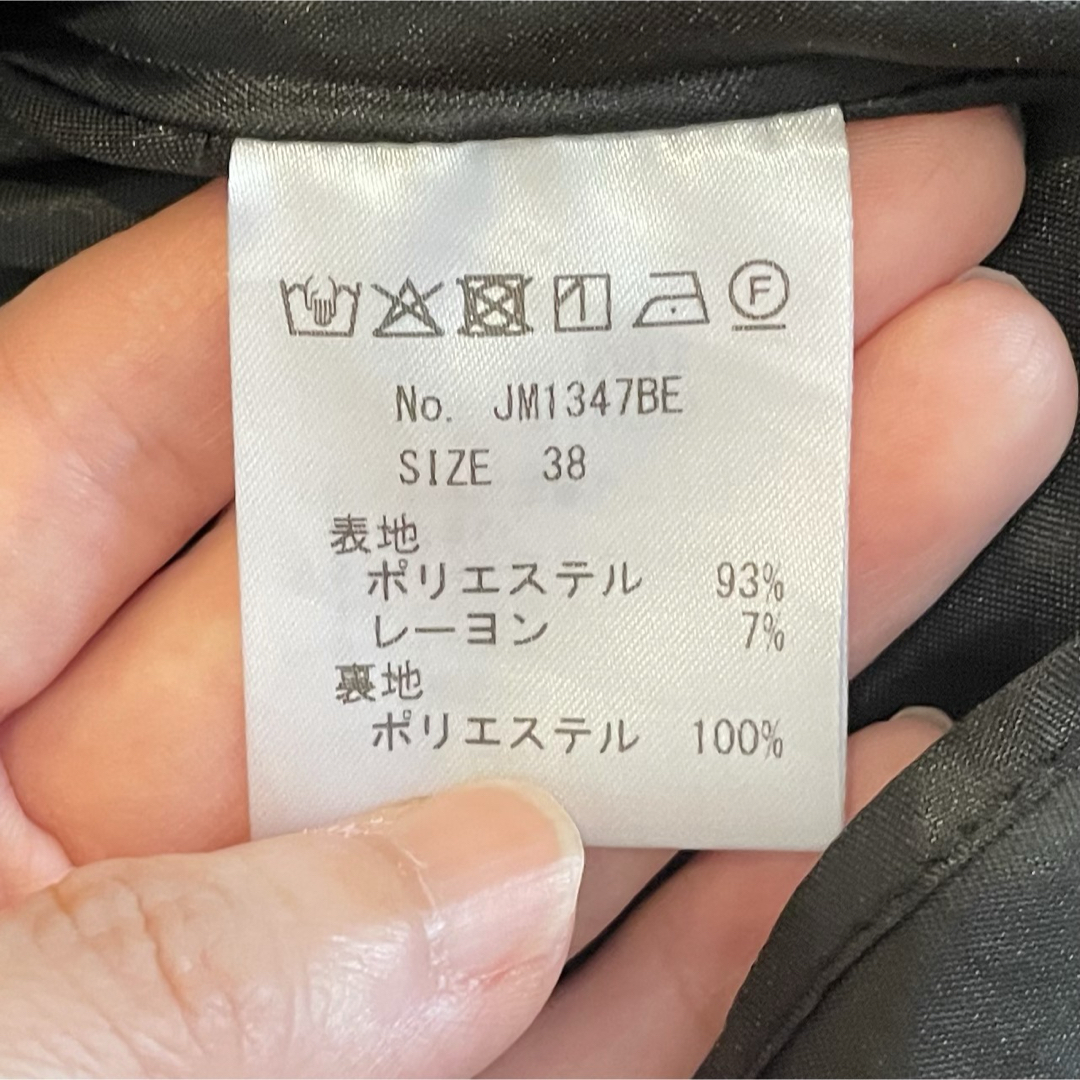 F
No. JM1347BE
SIZE 38
表地
ポリエステル 93%
レーヨン 7%
裏地
ポリエステル 100%